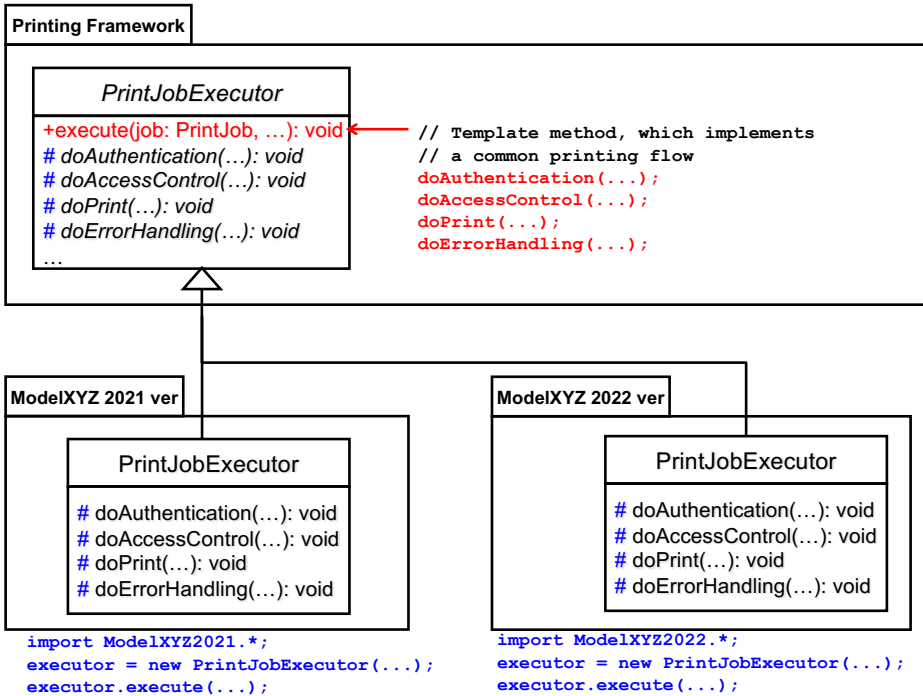 Printing Framework
PrintJobExecutor
+execute(job: PrintJob, …): void
# doAuthentication(…): void
# doAccessControl(…): void
# doPrint(…): void
# doErrorHandling(…): void
…
// Template method, which implements
// a common printing flow
doAuthentication(...);
doAccessControl(...);
doPrint(...);
doErrorHandling(...);
ModelXYZ 2021 ver
PrintJobExecutor
# doAuthentication(…): void
# doAccessControl(…): void
# doPrint(…): void
# doErrorHandling(…): void
import ModelXYZ2021.*;
executor = new PrintJobExecutor(...);
executor.execute(...);
ModelXYZ 2022 ver
PrintJobExecutor
# doAuthentication(…): void
# doAccessControl(…): void
# doPrint(…): void
# doErrorHandling(…): void
import ModelXYZ2022.*;
executor = new PrintJobExecutor(...);
executor.execute(...);